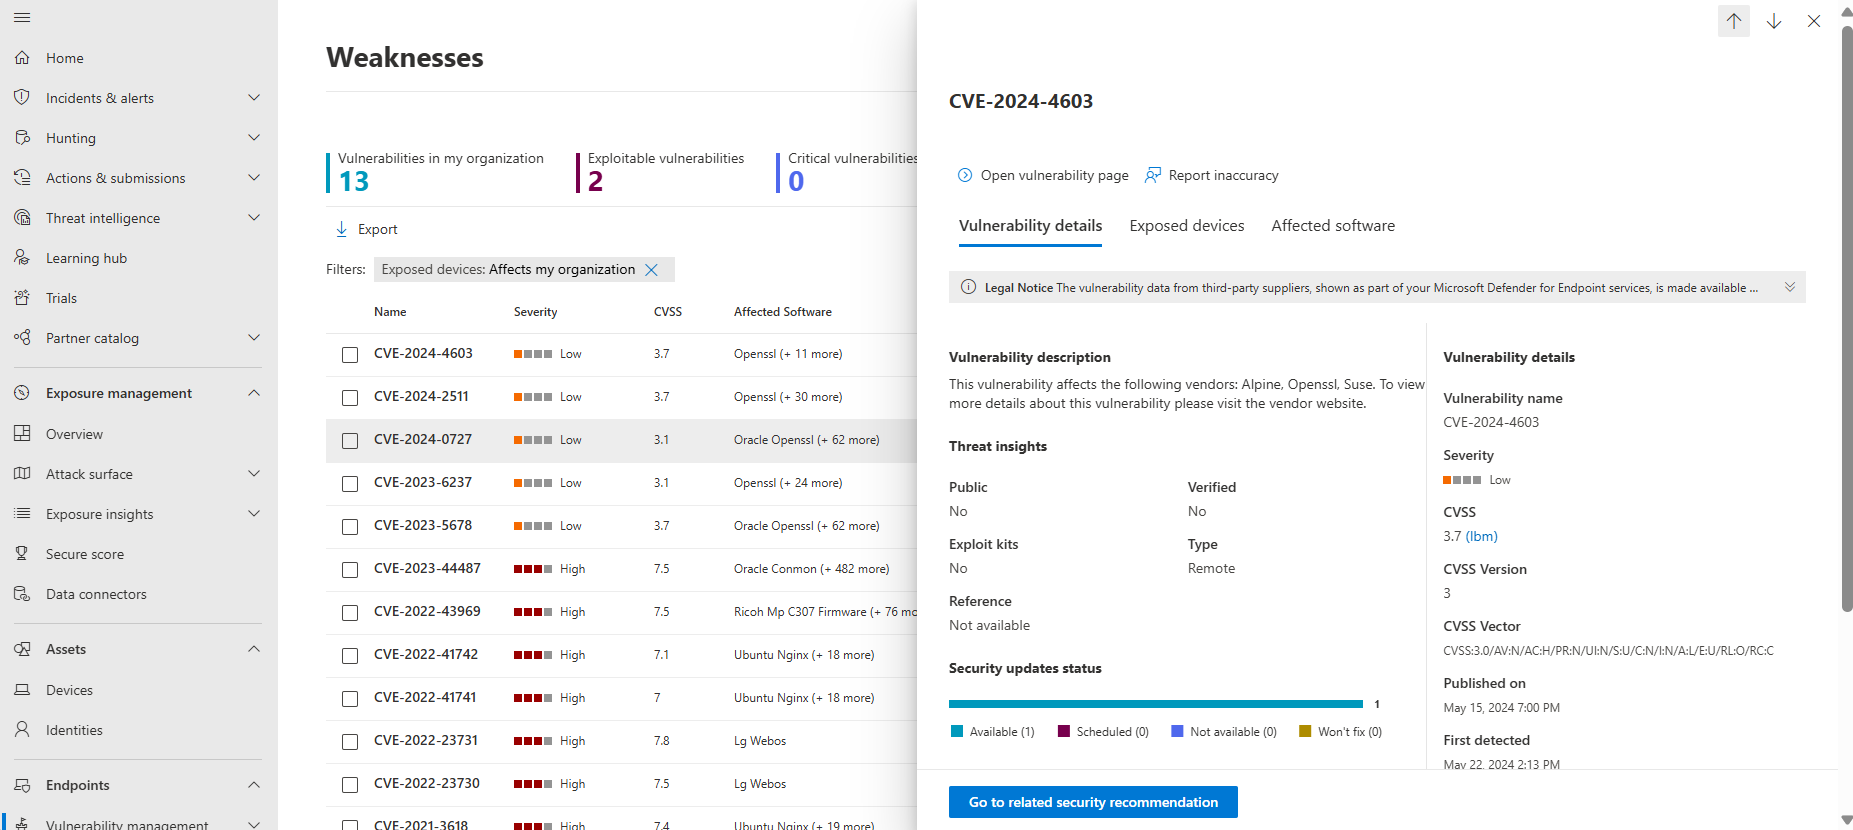 Home
Incidents & alerts
Hunting
Actions & submissions
Threat intelligence
Learning hub
Trials
Partner catalog
Exposure management
Overview
Attack surface
Exposure insights
Secure score
Data connectors
Assets
Devices
Identities
Endpoints
Vulnerability management
Weaknesses
Vulnerabilities in my organization
13
Exploitable vulnerabilities
2
Critical vulnerabilities
0
Export
Filters: Exposed devices: Affects my organization
Name Severity CVSS Affected Software
CVE-2024-4603 Low 3.7 Openssl (+ 11 more)
CVE-2024-2511 Low 3.7 Openssl (+ 30 more)
CVE-2024-0727 Low 3.1 Oracle Openssl (+ 62 more)
CVE-2023-6237 Low 3.1 Openssl (+ 24 more)
CVE-2023-5678 Low 3.7 Oracle Openssl (+ 62 more)
CVE-2023-44487 High 7.5 Oracle Conmon (+ 482 more)
CVE-2022-43969 High 7.5 Ricoh Mp C307 Firmware (+ 76 mo
CVE-2022-41742 High 7.1 Ubuntu Nginx (+ 18 more)
CVE-2022-41741 High 7 Ubuntu Nginx (+ 18 more)
CVE-2022-23731 High 7.8 Lg Webos
CVE-2022-23730 High 7.5 Lg Webos
CVE-2021-3618 High 7.4 Ubuntu Nginx (+ 19 more)
CVE-2024-4603
Open vulnerability page Report inaccuracy
Vulnerability details Exposed devices Affected software
Legal Notice The vulnerability data from third-party suppliers, shown as part of your Microsoft Defender for Endpoint services, is made available ...
Vulnerability description
This vulnerability affects the following vendors: Alpine, Openssl, Suse. To view
more details about this vulnerability please visit the vendor website.
Threat insights
Public Verified
No No
Exploit kits Type
No Remote
Reference
Not available
Security updates status
1
Available (1) Scheduled (0) Not available (0) Won't fix (0)
Vulnerability details
Vulnerability name
CVE-2024-4603
Severity
Low
CVSS
3.7 (Ibm)
CVSS Version
3
CVSS Vector
CVSS:3.0/AV:N/AC:H/PR:N/UI:N/S:U/C:N/I:N/A:L/E:U/RL:O/RC:C
Published on
May 15, 2024 7:00 PM
First detected
May 22, 2024 2:13 PM
Go to related security recommendation